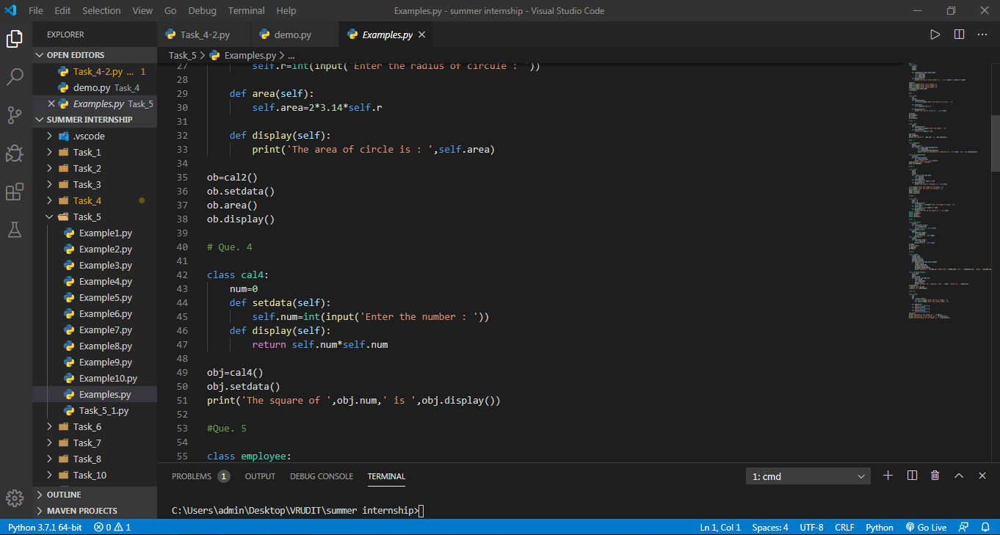 File Edit Selection View Go Debug Terminal Help
Examples.py - summer internship - Visual Studio Code
EXPLORER
OPEN EDITORS
Task_4-2.py ... 1
demo.py Task_4
Examples.py Task_5
SUMMER INTERNSHIP
.vscode
Task_1
Task_2
Task_3
Task_4
Task_5
Example1.py
Example2.py
Example3.py
Example4.py
Example5.py
Example6.py
Example7.py
Example8.py
Example9.py
Example10.py
Examples.py
Task_5_1.py
Task_6
Task_7
Task_8
Task_10
OUTLINE
MAVEN PROJECTS
Task_4-2.py demo.py Examples.py
Task_5 > Examples.py > ...
27 self.r=int(input('Enter the radius of circule : '))
28
29 def area(self):
30 self.area=2*3.14*self.r
31
32 def display(self):
33 print('The area of circle is : ',self.area)
34
35 ob=cal2()
36 ob.setdata()
37 ob.area()
38 ob.display()
39
40 # Que. 4
41
42 class cal4:
43 num=0
44 def setdata(self):
45 self.num=int(input('Enter the number : '))
46 def display(self):
47 return self.num*self.num
48
49 obj=cal4()
50 obj.setdata()
51 print('The square of ',obj.num,' is ',obj.display())
52
53 #Que. 5
54
55 class employee:
PROBLEMS 1 OUTPUT DEBUG CONSOLE TERMINAL
1: cmd
C:\Users\admin\Desktop\VRUDIT\summer internship>
Python 3.7.1 64-bit 0 1
Ln 1, Col 1 Spaces: 4 UTF-8 CRLF Python Go Live